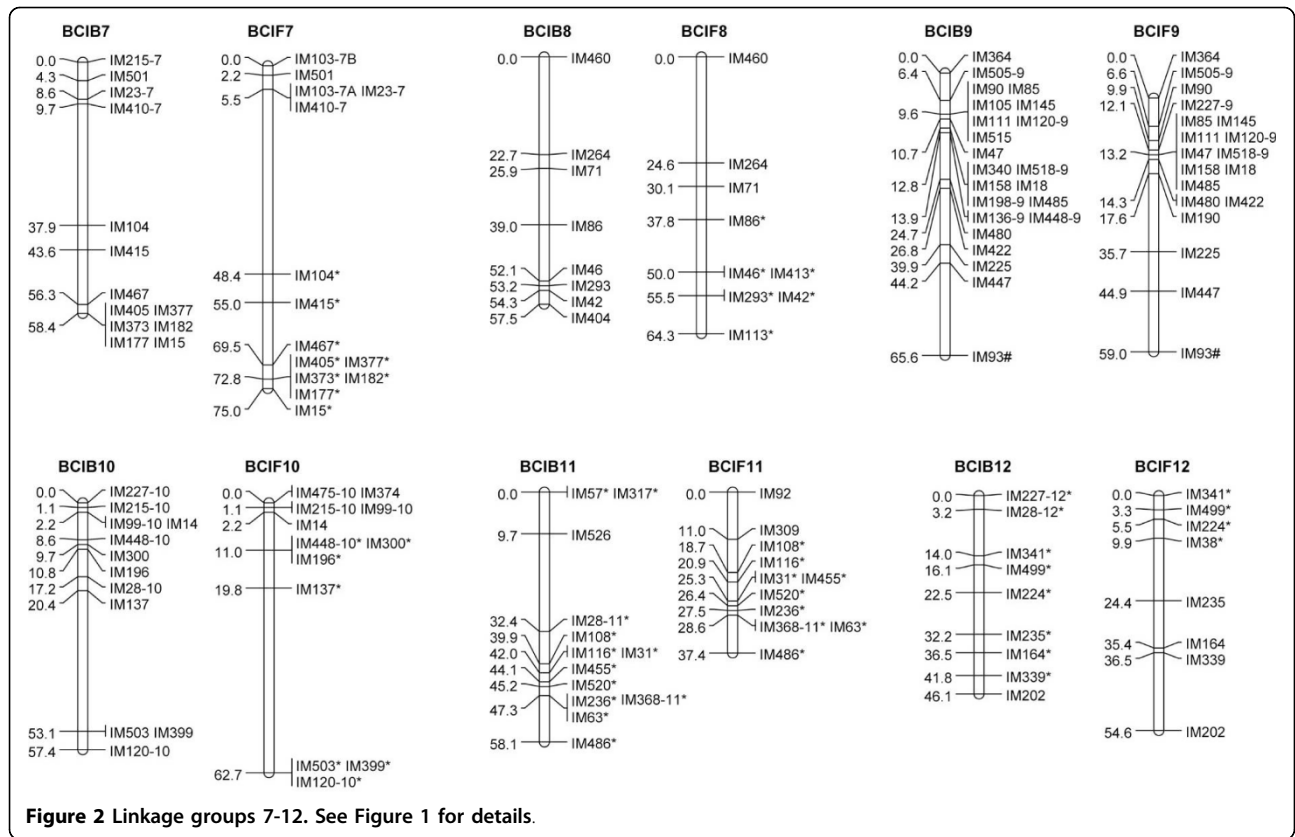 BCIB7
0.0 IM215-7
4.3 IM501
8.6 IM23-7
9.7 IM410-7
37.9 IM104
43.6 IM415
56.3 IM467
IM405 IM377
58.4 IM373 IM182
IM177 IM15
BCIF7
0.0 IM103-7B
2.2 IM501
IM103-7A IM23-7
5.5 IM410-7
48.4 IM104*
55.0 IM415*
69.5 IM467*
IM405* IM377*
72.8 IM373* IM182*
IM177*
75.0 IM15*
BCIB8
0.0 IM460
22.7 IM264
25.9 IM71
39.0 IM86
52.1 IM46
53.2 IM293
54.3 IM42
57.5 IM404
BCIF8
0.0 IM460
24.6 IM264
30.1 IM71
37.8 IM86*
50.0 IM46* IM413*
55.5 IM293* IM42*
64.3 IM113*
BCIB9
0.0 IM364
6.4 IM505-9
IM90 IM85
IM105 IM145
9.6 IM111 IM120-9
IM515
10.7 IM47
IM340 IM518-9
12.8 IM158 IM18
IM198-9 IM485
13.9 IM136-9 IM448-9
24.7 IM480
26.8 IM422
39.9 IM225
44.2 IM447
65.6 IM93#
BCIF9
0.0 IM364
6.6 IM505-9
9.9 IM90
12.1 IM227-9
IM85 IM145
IM111 IM120-9
13.2 IM47 IM518-9
IM158 IM18
IM485
14.3 IM480 IM422
17.6 IM190
35.7 IM225
44.9 IM447
59.0 IM93#
BCIB10
0.0 IM227-10
1.1 IM215-10
2.2 IM99-10 IM14
8.6 IM448-10
9.7 IM300
10.8 IM196
17.2 IM28-10
20.4 IM137
53.1 IM503 IM399
57.4 IM120-10
BCIF10
0.0 IM475-10 IM374
1.1 IM215-10 IM99-10
2.2 IM14
11.0 IM448-10* IM300*
IM196*
19.8 IM137*
62.7 IM503* IM399*
IM120-10*
BCIB11
0.0 IM57* IM317*
9.7 IM526
32.4 IM28-11*
39.9 IM108*
42.0 IM116* IM31*
44.1 IM455*
45.2 IM520*
47.3 IM236* IM368-11*
IM63*
58.1 IM486*
BCIF11
0.0 IM92
11.0 IM309
18.7 IM108*
20.9 IM116*
25.3 IM31* IM455*
26.4 IM520*
27.5 IM236*
28.6 IM368-11* IM63*
37.4 IM486*
BCIB12
0.0 IM227-12*
3.2 IM28-12*
14.0 IM341*
16.1 IM499*
22.5 IM224*
32.2 IM235*
36.5 IM164*
41.8 IM339*
46.1 IM202
BCIF12
0.0 IM341*
3.3 IM499*
5.5 IM224*
9.9 IM38*
24.4 IM235
35.4 IM164
36.5 IM339
54.6 IM202
Figure 2 Linkage groups 7-12. See Figure 1 for details.